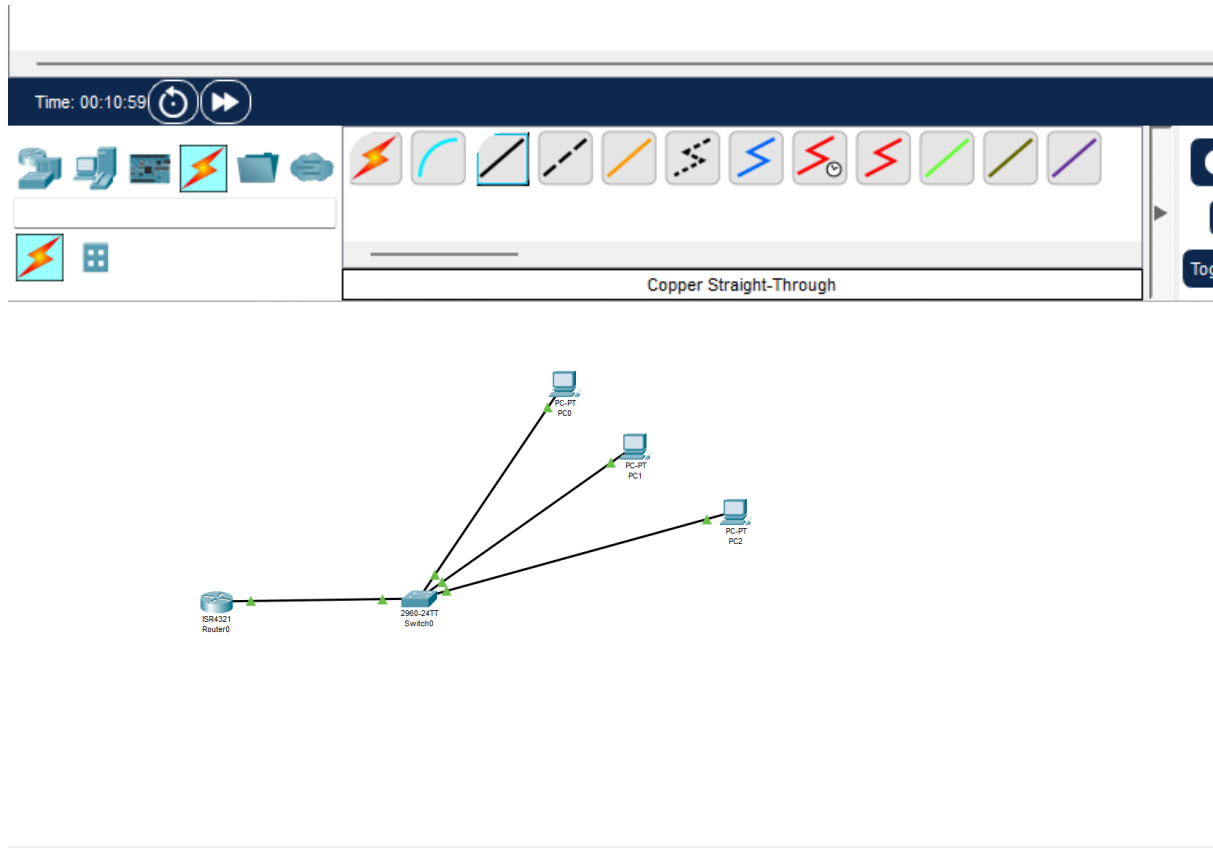 Time: 00:10:59
Tog
Copper Straight-Through
PC-PT
PC0
PC-PT
PC1
PC-PT
PC2
ISR4321
Router0
2960-24TT
Switch0